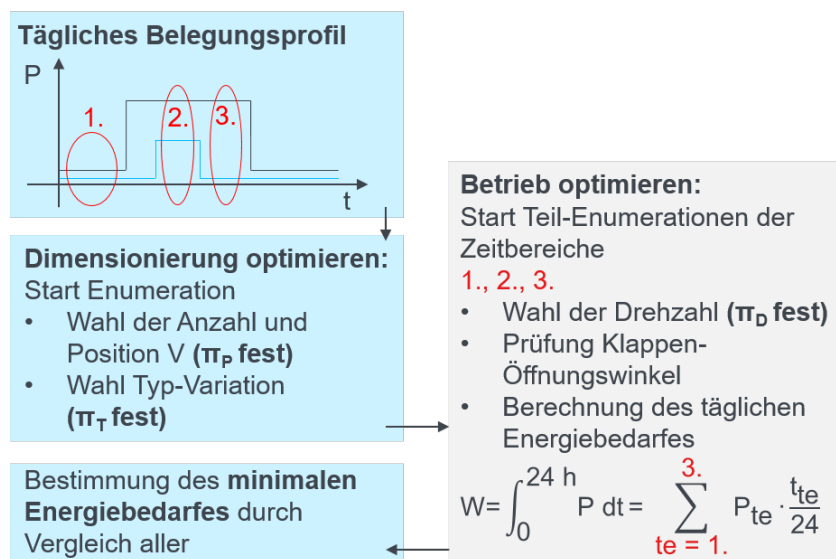 Tägliches Belegungsprofil
P
1.
2.
3.
t
Dimensionierung optimieren:
Start Enumeration
• Wahl der Anzahl und
Position V (πP fest)
• Wahl Typ-Variation
(πT fest)
Betrieb optimieren:
Start Teil-Enumerationen der
Zeitbereiche
1., 2., 3.
• Wahl der Drehzahl (πD fest)
• Prüfung Klappen-
Öffnungswinkel
• Berechnung des täglichen
Energiebedarfes
W= ∫₀^{24 h} P dt = ∑_{te = 1.}^{3.} P_te · t_te/24
Bestimmung des minimalen
Energiebedarfes durch
Vergleich aller